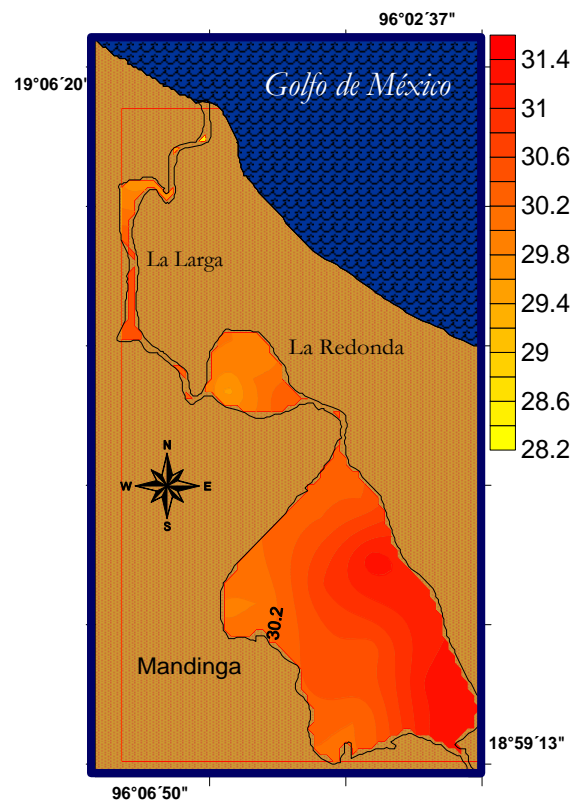 96°02´37"
19°06´20"
Golfo de México
31.4
31
30.6
30.2
29.8
29.4
29
28.6
28.2
La Larga
La Redonda
N
W E
S
30.2
Mandinga
18°59´13"
96°06´50"